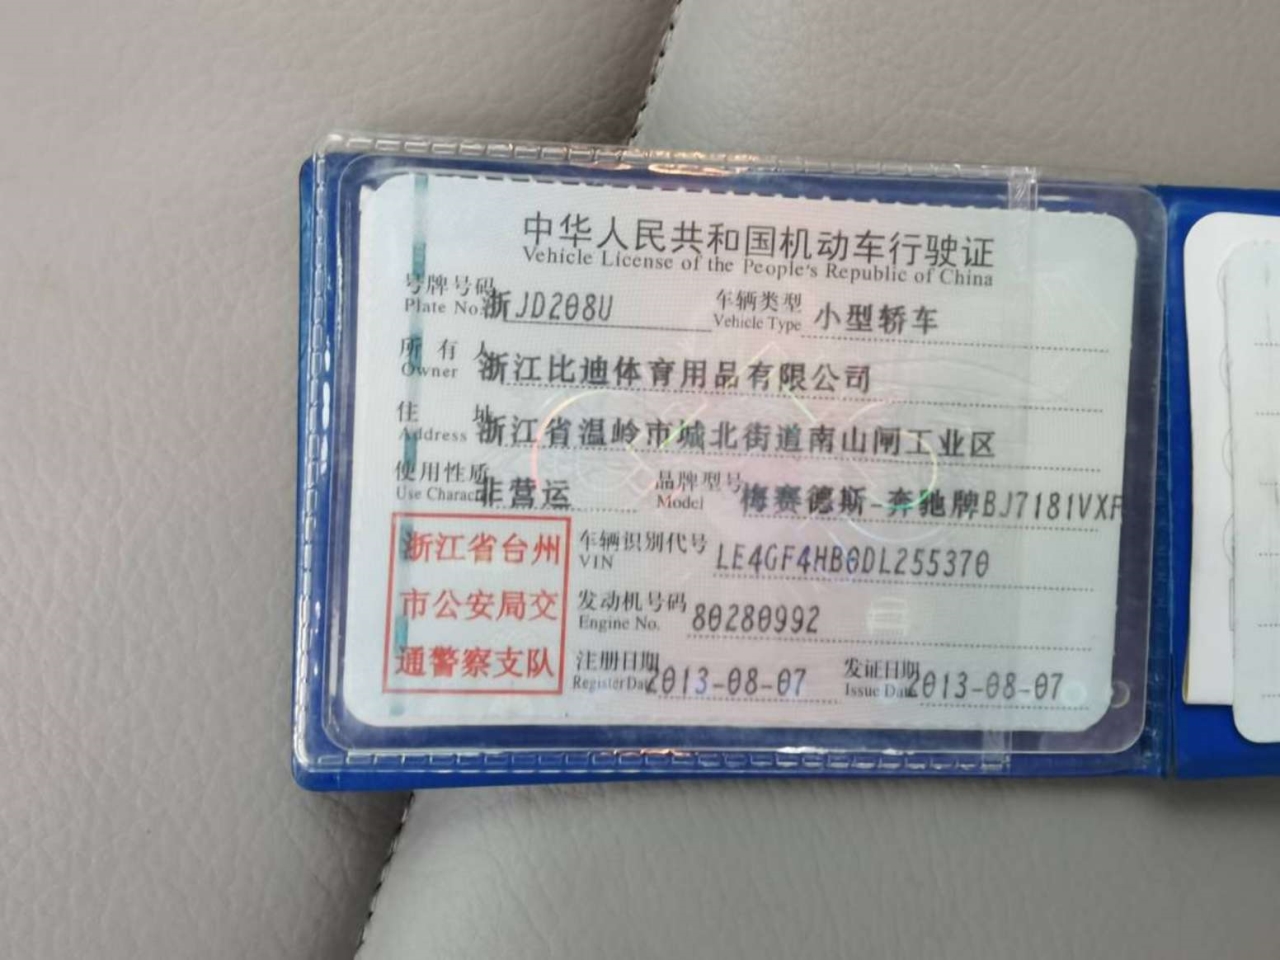 中华人民共和国机动车行驶证
Vehicle License of the People's Republic of China
号牌号码 浙JD208U 车辆类型 小型轿车
Plate No. Vehicle Type
所有人 浙江比迪体育用品有限公司
Owner
住址 浙江省温岭市城北街道南山闸工业区
Address
使用性质 非营运 品牌型号 梅赛德斯-奔驰牌BJ7181VXF
Use Charac Model
浙江省台州
市公安局交
通警察支队
车辆识别代号 LE4GF4HB0DL255370
VIN
发动机号码 80280992
Engine No.
注册日期 2013-08-07 发证日期 2013-08-07
Register Dat Issue Dat